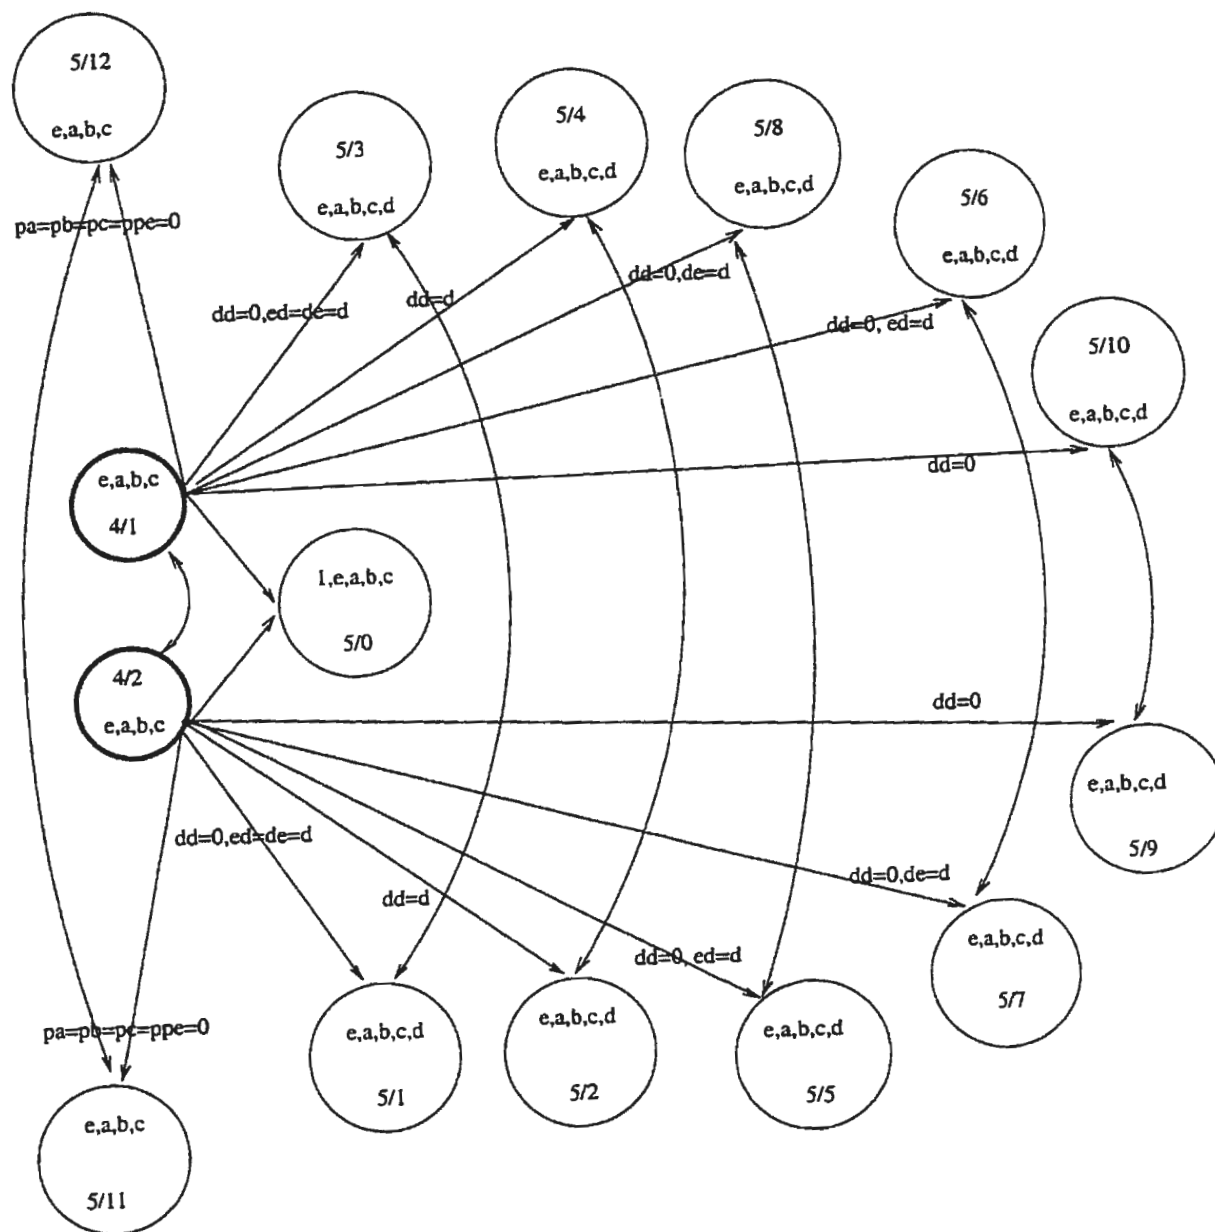 5/12
e,a,b,c
5/3
e,a,b,c,d
5/4
e,a,b,c,d
5/8
e,a,b,c,d
5/6
e,a,b,c,d
5/10
e,a,b,c,d
pa=pb=pc=ppe=0
dd=0,ed=de=d
dd=d
dd=0,de=d
dd=0, ed=d
dd=0
e,a,b,c
4/1
1,e,a,b,c
5/0
4/2
e,a,b,c
dd=0
dd=0,ed=de=d
dd=d
dd=0, ed=d
dd=0,de=d
e,a,b,c,d
5/9
e,a,b,c,d
5/7
pa=pb=pc=ppe=0
e,a,b,c,d
5/1
e,a,b,c,d
5/2
e,a,b,c,d
5/5
e,a,b,c
5/11